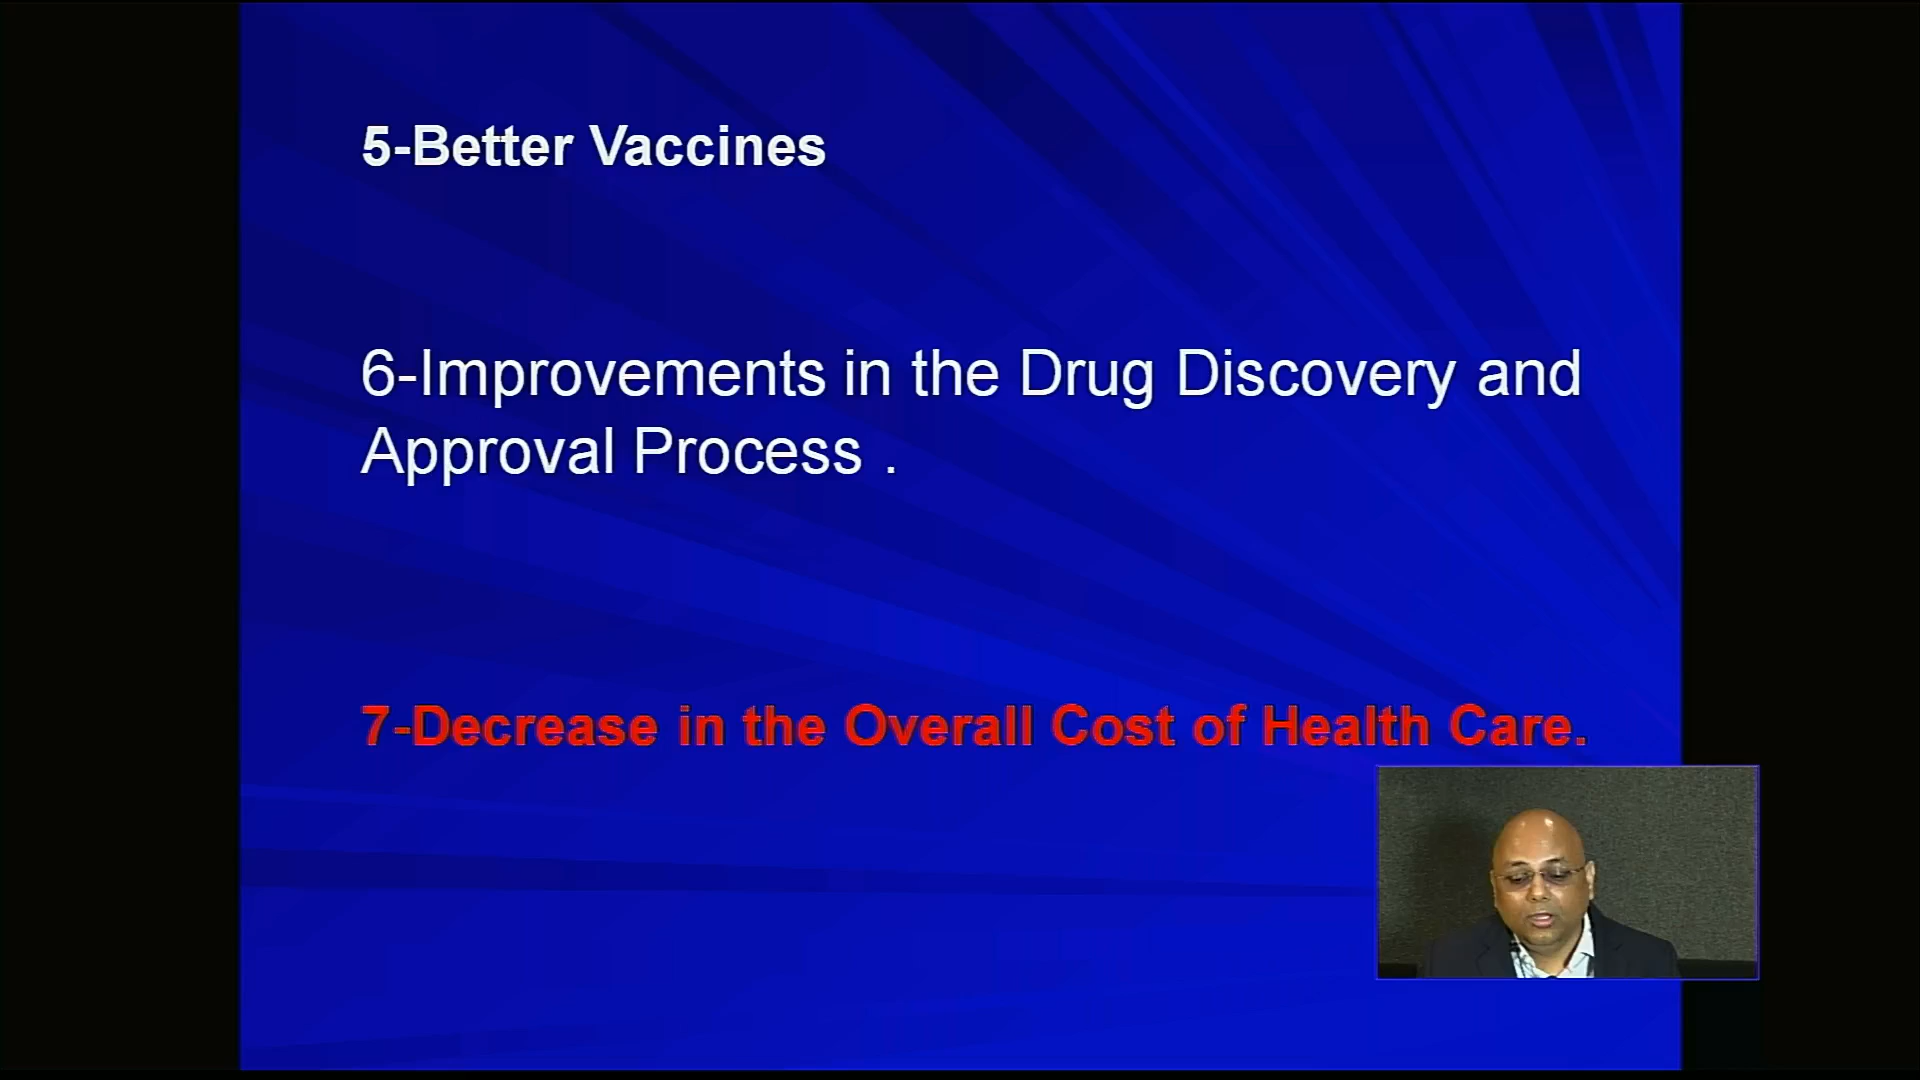 5-Better Vaccines
6-Improvements in the Drug Discovery and
Approval Process .
7-Decrease in the Overall Cost of Health Care.